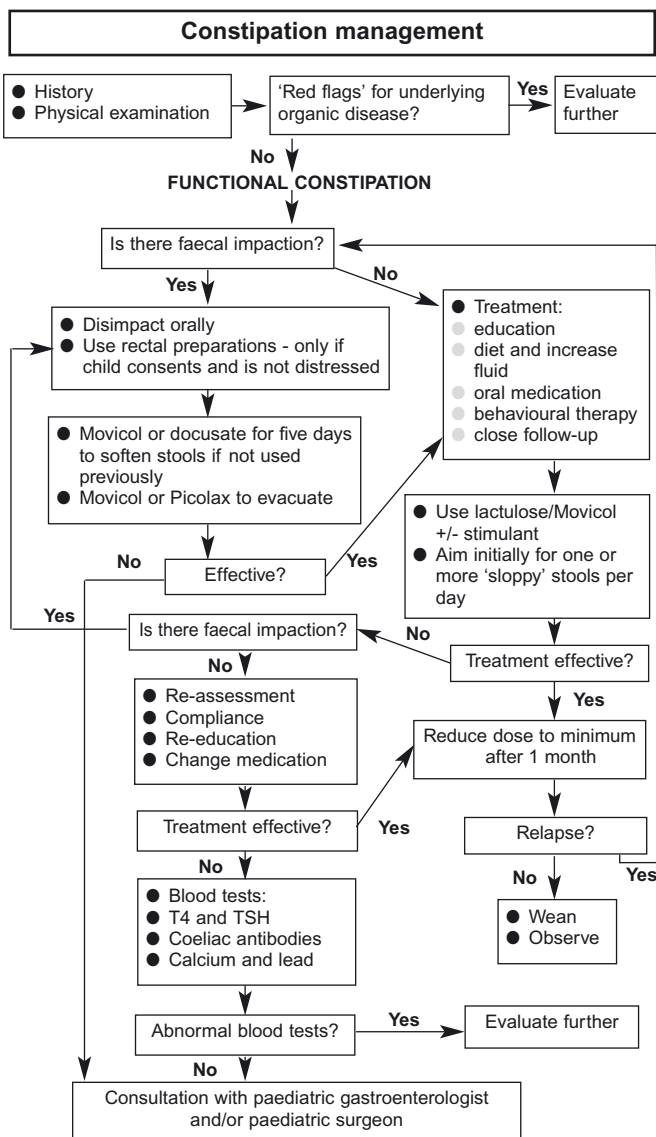 Constipation management
● History
● Physical examination
'Red flags' for underlying
organic disease?
Yes
Evaluate
further
No
FUNCTIONAL CONSTIPATION
Is there faecal impaction?
Yes
No
● Disimpact orally
● Use rectal preparations - only if
child consents and is not distressed
● Treatment:
● education
● diet and increase
fluid
● oral medication
● behavioural therapy
● close follow-up
● Movicol or docusate for five days
to soften stools if not used
previously
● Movicol or Picolax to evacuate
● Use lactulose/Movicol
+/- stimulant
● Aim initially for one or
more 'sloppy' stools per
day
No
Effective?
Yes
Yes
Is there faecal impaction?
No
Treatment effective?
No
Yes
● Re-assessment
● Compliance
● Re-education
● Change medication
Reduce dose to minimum
after 1 month
Treatment effective?
Yes
Relapse?
No
No
Yes
● Blood tests:
● T4 and TSH
● Coeliac antibodies
● Calcium and lead
● Wean
● Observe
Abnormal blood tests?
Yes
Evaluate further
No
Consultation with paediatric gastroenterologist
and/or paediatric surgeon